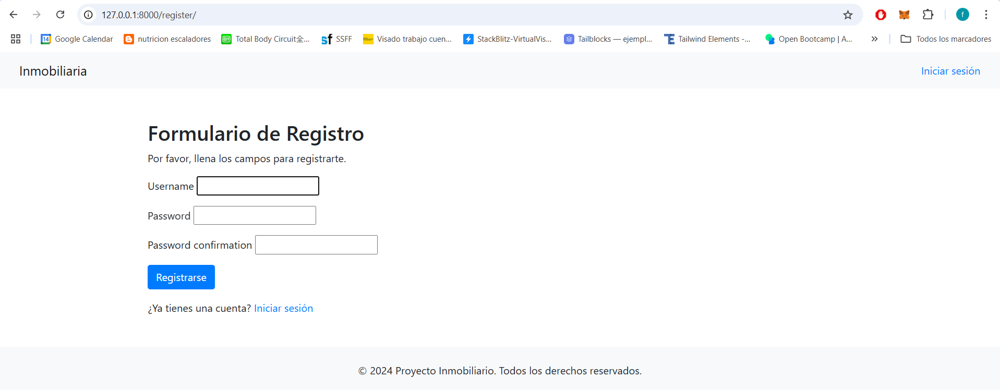 127.0.0.1:8000/register/
f
14 Google Calendar nutricion escaladores Total Body Circuit全... sf SSFF Visado trabajo cuen... StackBlitz-VirtualVis... Tailblocks — ejempl... TE Tailwind Elements -... Open Bootcamp | A... » Todos los marcadores
Inmobiliaria Iniciar sesión
Formulario de Registro
Por favor, llena los campos para registrarte.
Username
Password
Password confirmation
Registrarse
¿Ya tienes una cuenta? Iniciar sesión
© 2024 Proyecto Inmobiliario. Todos los derechos reservados.